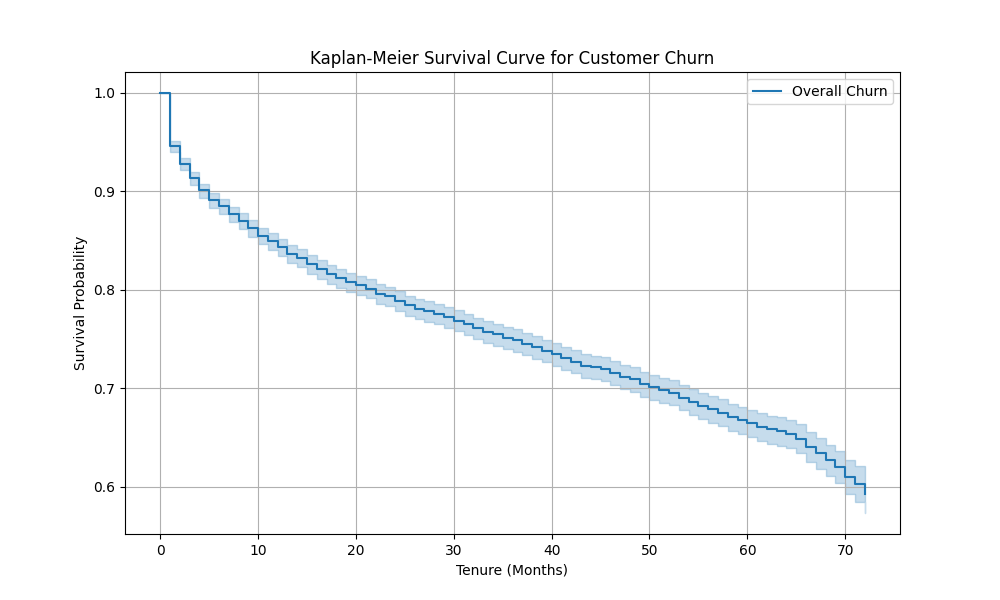 Kaplan-Meier Survival Curve for Customer Churn
Overall Churn
1.0
0.9
0.8
0.7
0.6
Survival Probability
0 10 20 30 40 50 60 70
Tenure (Months)